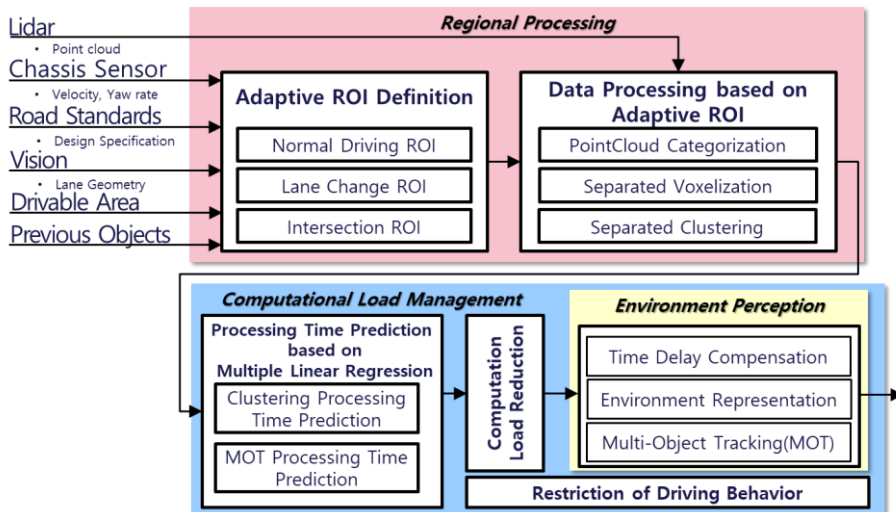 Regional Processing
Lidar
• Point cloud
Chassis Sensor
• Velocity, Yaw rate
Road Standards
• Design Specification
Vision
• Lane Geometry
Drivable Area
Previous Objects
Adaptive ROI Definition
Normal Driving ROI
Lane Change ROI
Intersection ROI
Data Processing based on
Adaptive ROI
PointCloud Categorization
Separated Voxelization
Separated Clustering
Computational Load Management
Processing Time Prediction
based on
Multiple Linear Regression
Clustering Processing
Time Prediction
MOT Processing Time
Prediction
Computation
Load Reduction
Environment Perception
Time Delay Compensation
Environment Representation
Multi-Object Tracking(MOT)
Restriction of Driving Behavior